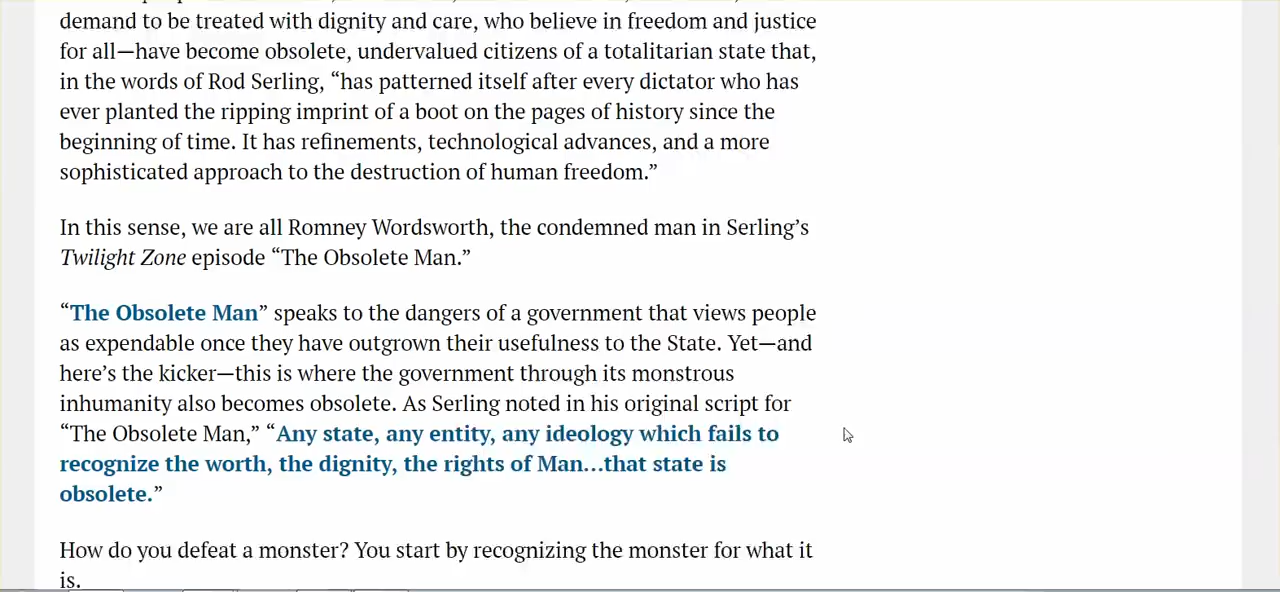 demand to be treated with dignity and care, who believe in freedom and justice
for all—have become obsolete, undervalued citizens of a totalitarian state that,
in the words of Rod Serling, “has patterned itself after every dictator who has
ever planted the ripping imprint of a boot on the pages of history since the
beginning of time. It has refinements, technological advances, and a more
sophisticated approach to the destruction of human freedom.”
In this sense, we are all Romney Wordsworth, the condemned man in Serling’s
Twilight Zone episode “The Obsolete Man.”
“The Obsolete Man” speaks to the dangers of a government that views people
as expendable once they have outgrown their usefulness to the State. Yet—and
here’s the kicker—this is where the government through its monstrous
inhumanity also becomes obsolete. As Serling noted in his original script for
“The Obsolete Man,” “Any state, any entity, any ideology which fails to
recognize the worth, the dignity, the rights of Man…that state is
obsolete.”
How do you defeat a monster? You start by recognizing the monster for what it
is.